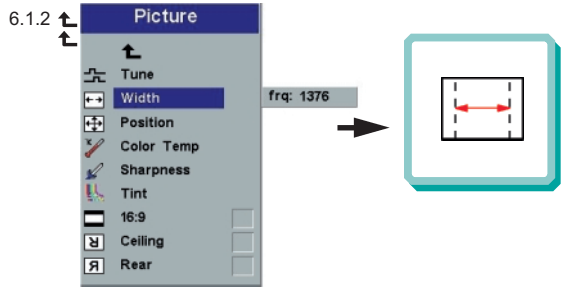 6.1.2
Picture
Tune
Width
frq: 1376
Position
Color Temp
Sharpness
Tint
16:9
Ceiling
Rear